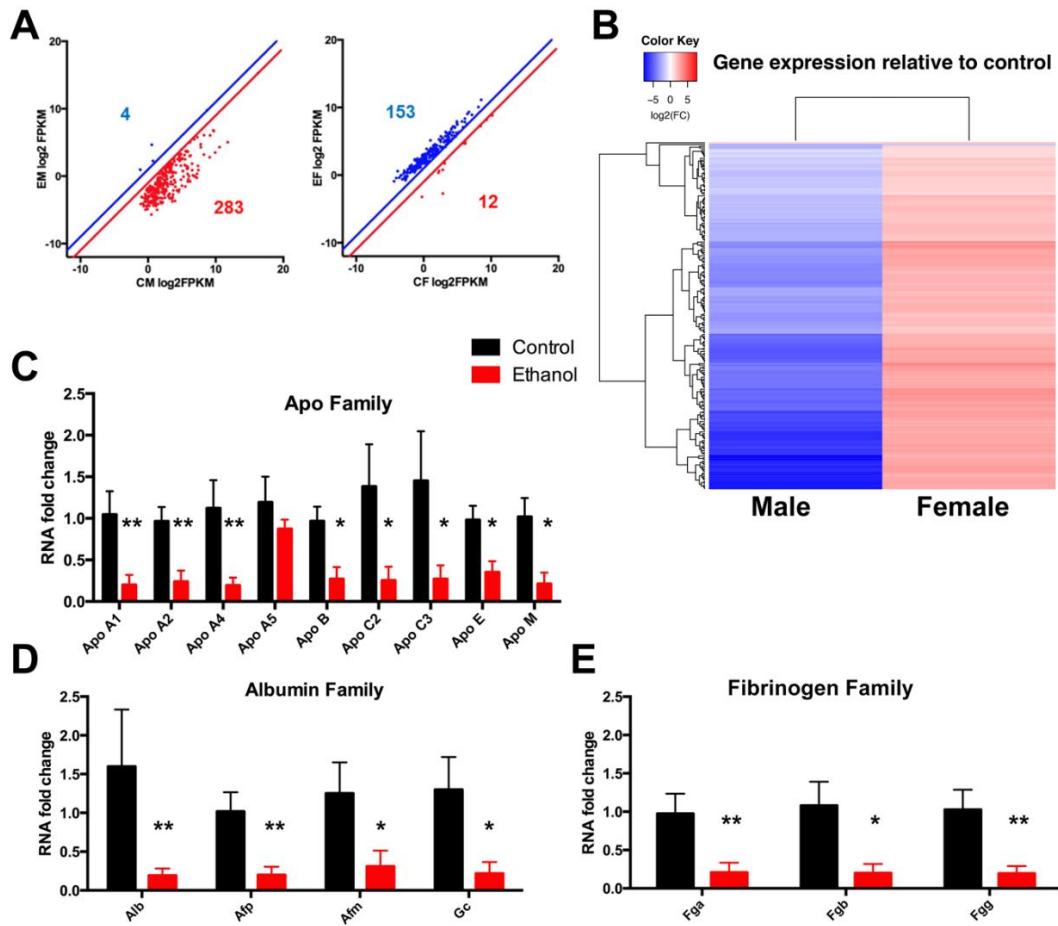 A
20
10
0
-10
EM log2 FPKM
4
283
-10
0
10
20
CM log2FPKM
20
10
0
-10
EF log2 FPKM
153
12
-10
0
10
20
CF log2FPKM
B
Color Key
−5 0 5
log2(FC)
Gene expression relative to control
Male
Female
C
Control
Ethanol
Apo Family
RNA fold change
2.5
2.0
1.5
1.0
0.5
0.0
** ** ** * * * * *
Apo A1
Apo A2
Apo A4
Apo A5
Apo B
Apo C2
Apo C3
Apo E
Apo M
D
Albumin Family
RNA fold change
2.5
2.0
1.5
1.0
0.5
0.0
** ** * *
Alb
Afp
Afm
Gc
E
Fibrinogen Family
RNA fold change
2.5
2.0
1.5
1.0
0.5
0.0
** * **
Fga
Fgb
Fgg